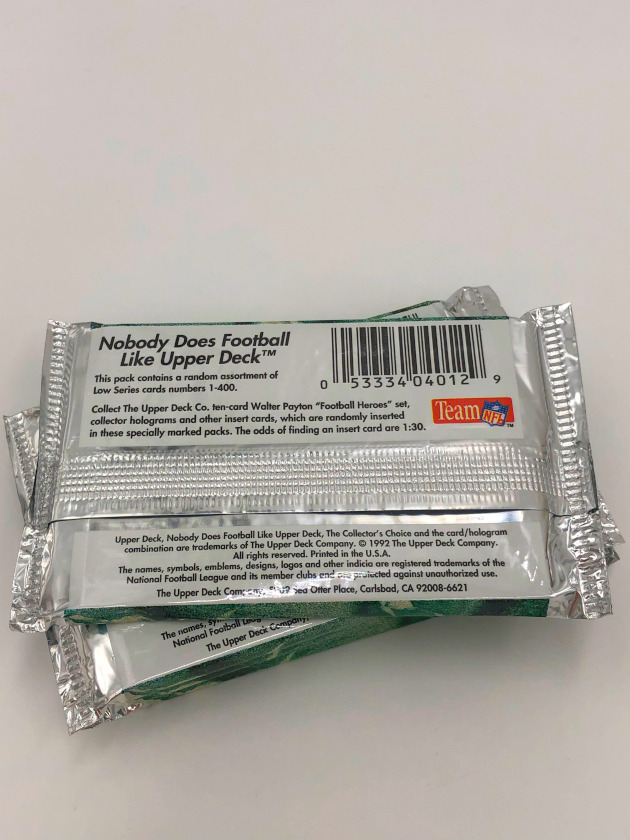 Nobody Does Football
Like Upper Deck™
This pack contains a random assortment of
Low Series cards numbers 1-400.
Collect The Upper Deck Co. ten-card Walter Payton "Football Heroes" set,
collector holograms and other insert cards, which are randomly inserted
in these specially marked packs. The odds of finding an insert card are 1:30.
0 53334 04012 9
Team NFL ™
Upper Deck, Nobody Does Football Like Upper Deck, The Collector's Choice and the card/hologram
combination are trademarks of The Upper Deck Company. © 1992 The Upper Deck Company.
All rights reserved. Printed in the U.S.A.
The names, symbols, emblems, designs, logos and other indicia are registered trademarks of the
National Football League and its member clubs and are protected against unauthorized use.
The Upper Deck Sea Otter Place, Carlsbad, CA 92008-6621
The names,
National Football
The Upper Deck Company,